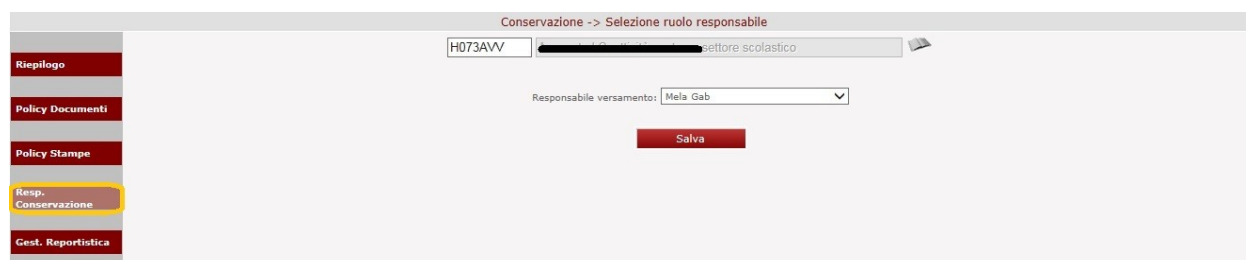 Conservazione -> Selezione ruolo responsabile
H073AVV
settore scolastico
Riepilogo
Responsabile versamento: Mela Gab
Policy Documenti
Salva
Policy Stampe
Resp.
Conservazione
Gest. Reportistica